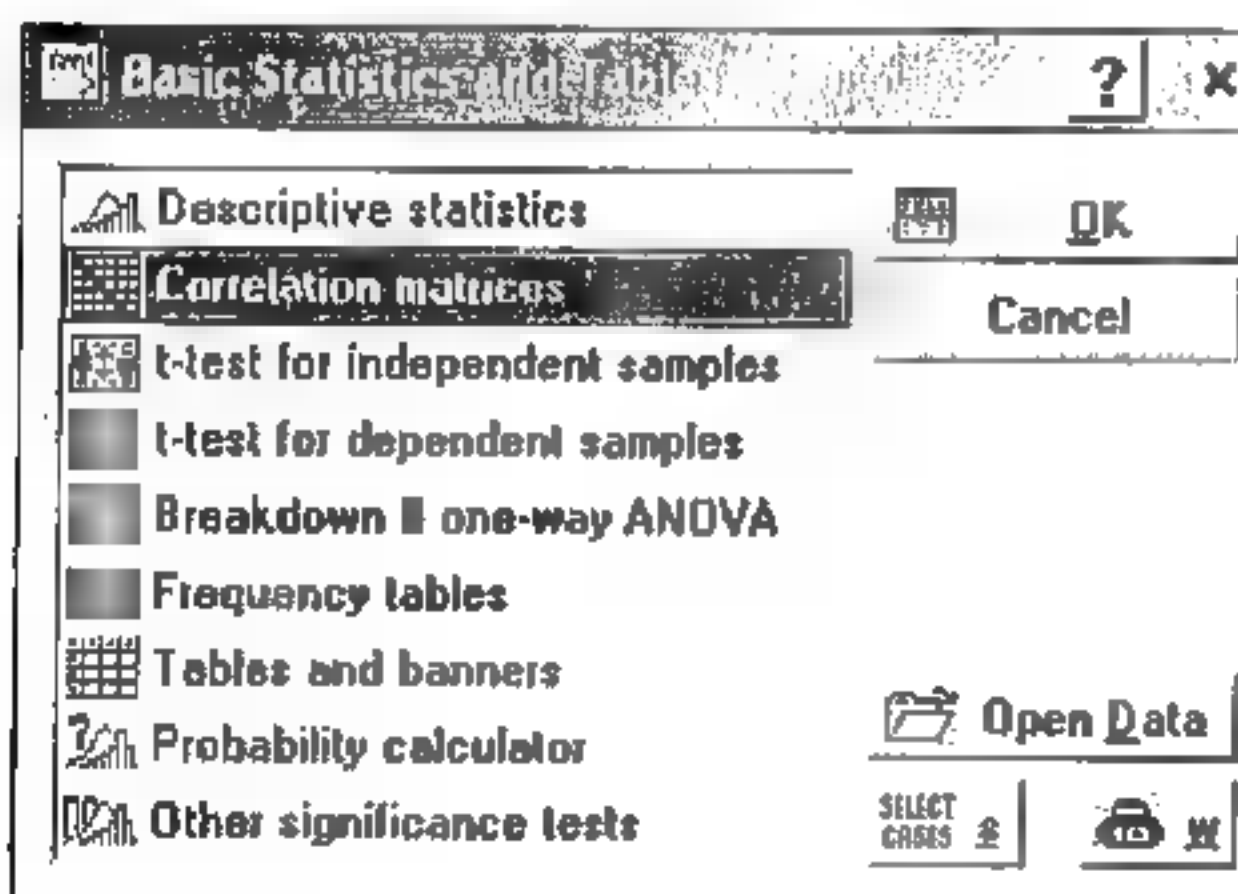 Basic Statistics and Tabl
?
×
Descriptive statistics
Correlation matrices
t-test for independent samples
t-test for dependent samples
Breakdown one-way ANOVA
Frequency tables
Tables and banners
Probability calculator
Other significance tests
OK
Cancel
Open Data
SELECT
CASES S
W